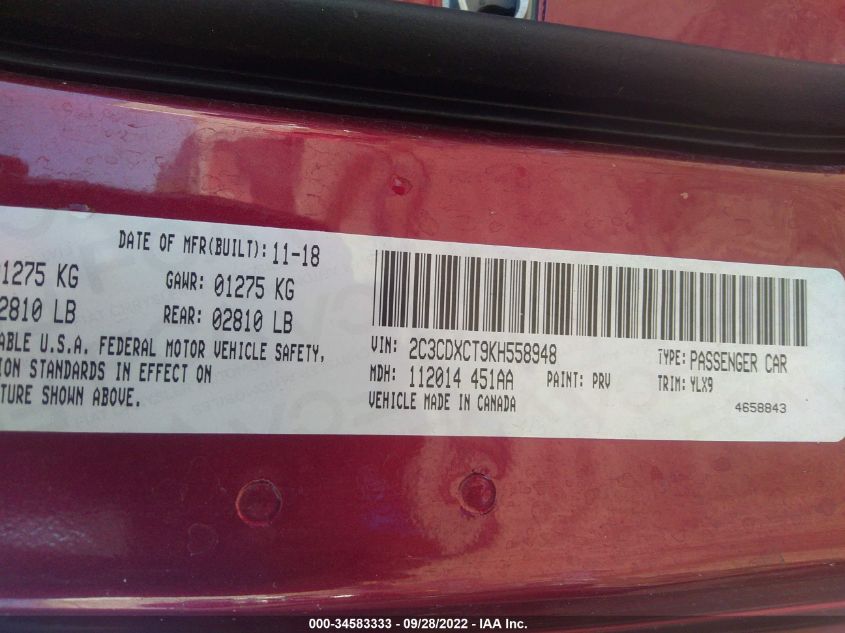 DATE OF MFR(BUILT): 11-18
01275 KG GAWR: 01275 KG
2810 LB REAR: 02810 LB
ABLE U.S.A. FEDERAL MOTOR VEHICLE SAFETY,
ION STANDARDS IN EFFECT ON
TURE SHOWN ABOVE.
VIN: 2C3CDXCT9KH558948 TYPE: PASSENGER CAR
MDH: 112014 451AA PAINT: PRV TRIM: YLX9
VEHICLE MADE IN CANADA 4658843
000-34583333 - 09/28/2022 - IAA Inc.